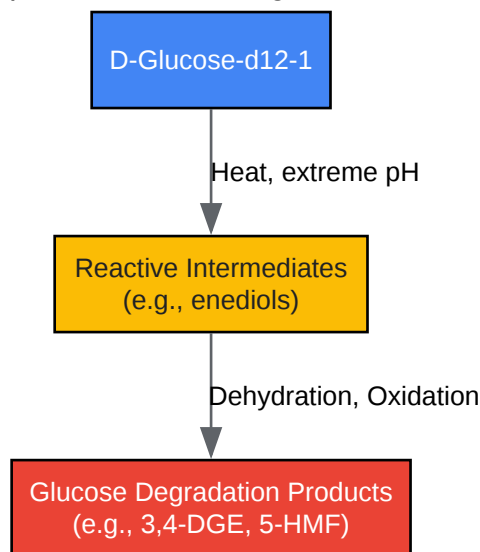 D-Glucose-d12-1
Heat, extreme pH
Reactive Intermediates
(e.g., enediols)
Dehydration, Oxidation
Glucose Degradation Products
(e.g., 3,4-DGE, 5-HMF)